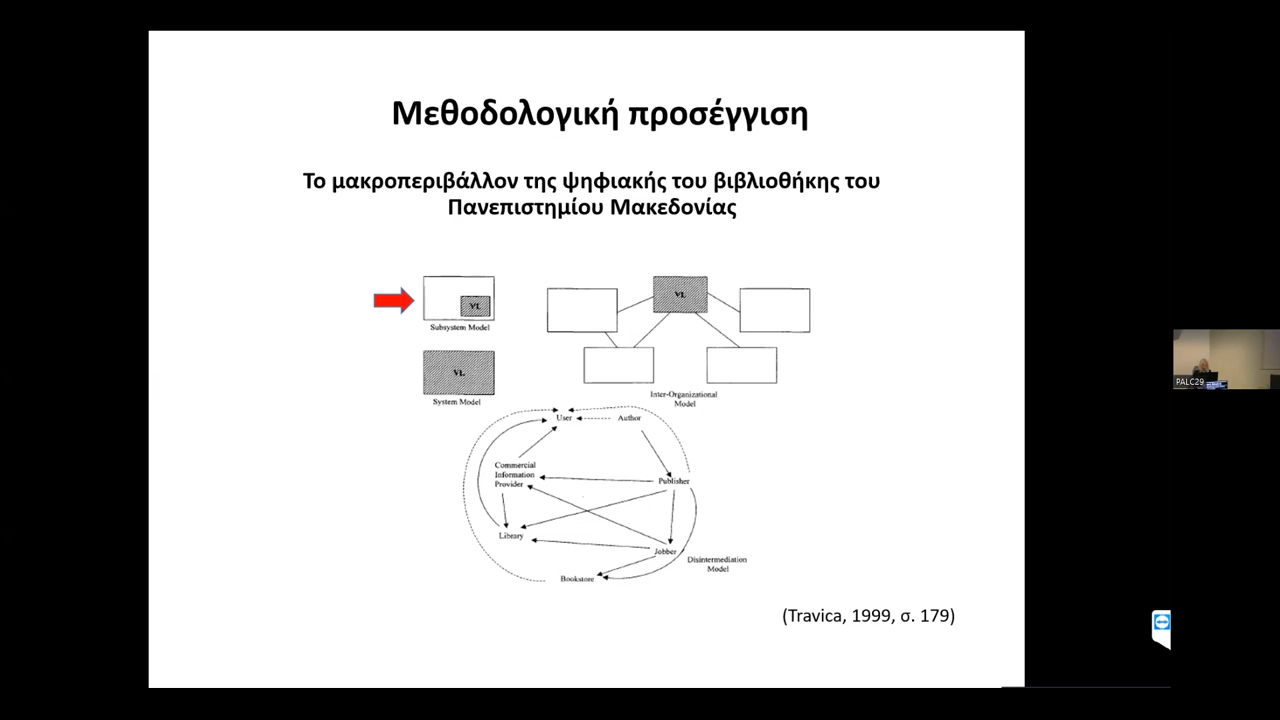 Μεθοδολογική προσέγγιση
Το μακροπεριβάλλον της ψηφιακής του βιβλιοθήκης του
Πανεπιστημίου Μακεδονίας
VL
Subsystem Model
VL
System Model
VL
Inter-Organizational
Model
User
Author
Commercial
Information
Provider
Publisher
Library
Jobber
Disintermediation
Model
Bookstore
(Travica, 1999, σ. 179)
PALC29